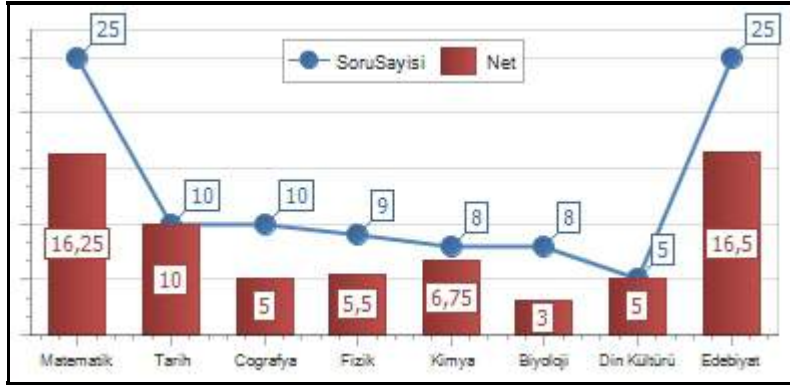 25 25
SoruSayisi Net
10 10 9 8 8 5
16,25 10 5 5,5 6,75 3 5 16,5
Matematik Tarih Cografya Fizik Kimya Biyoloji Din Kültürü Edebiyat